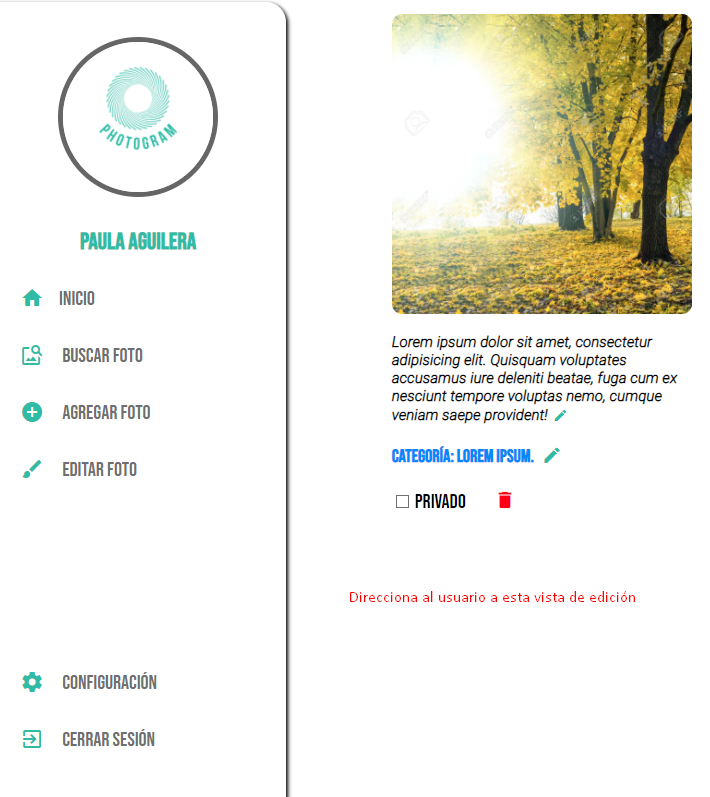 PHOTOGRAM
PAULA AGUILERA
INICIO
BUSCAR FOTO
AGREGAR FOTO
EDITAR FOTO
CONFIGURACIÓN
CERRAR SESIÓN
Lorem ipsum dolor sit amet, consectetur
adipisicing elit. Quisquam voluptates
accusamus iure deleniti beatae, fuga cum ex
nesciunt tempore voluptas nemo, cumque
veniam saepe provident!
CATEGORÍA: LOREM IPSUM.
PRIVADO
Direcciona al usuario a esta vista de edición